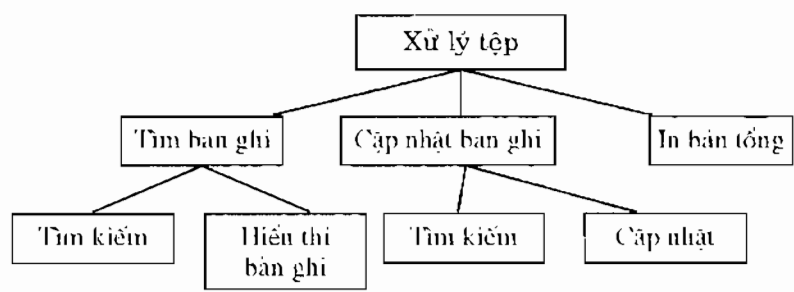 Xử lý tệp
Tìm bản ghi
Cập nhật bản ghi
In bản tổng
Tìm kiếm
Hiển thị
bản ghi
Tìm kiếm
Cập nhật